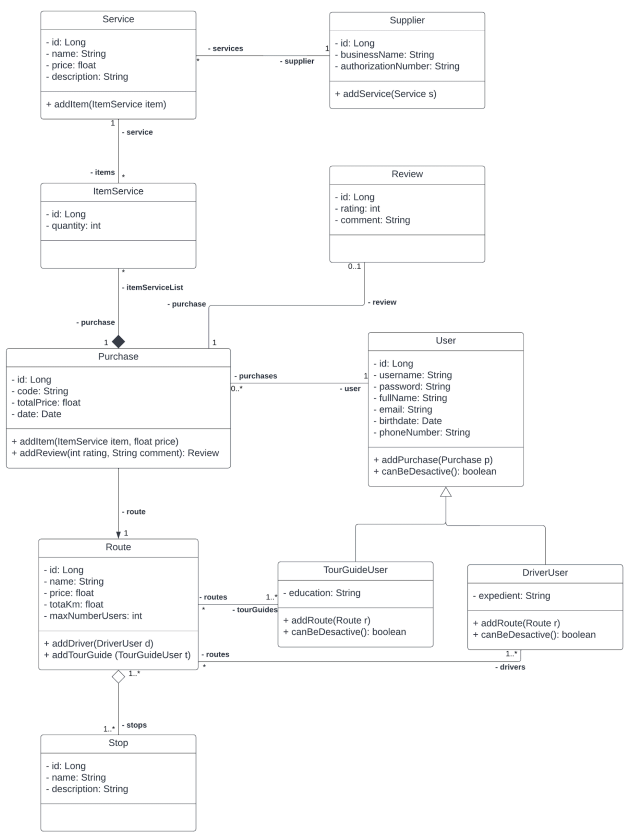 Service
- id: Long
- name: String
- price: float
- description: String
+ addItem(ItemService item)
- services
*
1
- supplier
Supplier
- id: Long
- businessName: String
- authorizationNumber: String
+ addService(Service s)
1
- service
- items
*
ItemService
- id: Long
- quantity: int
Review
- id: Long
- rating: int
- comment: String
0..1
- review
- purchase
1
*
- itemServiceList
- purchase
1
Purchase
- id: Long
- code: String
- totalPrice: float
- date: Date
+ addItem(ItemService item, float price)
+ addReview(int rating, String comment): Review
- purchases
0..*
1
- user
User
- id: Long
- username: String
- password: String
- fullName: String
- email: String
- birthdate: Date
- phoneNumber: String
+ addPurchase(Purchase p)
+ canBeDesactive(): boolean
- route
1
Route
- id: Long
- name: String
- price: float
- totaKm: float
- maxNumberUsers: int
+ addDriver(DriverUser d)
+ addTourGuide (TourGuideUser t)
- routes
*
1..*
- tourGuides
TourGuideUser
- education: String
+ addRoute(Route r)
+ canBeDesactive(): boolean
DriverUser
- expedient: String
+ addRoute(Route r)
+ canBeDesactive(): boolean
- routes
*
1..*
- drivers
1..*
- stops
1..*
Stop
- id: Long
- name: String
- description: String